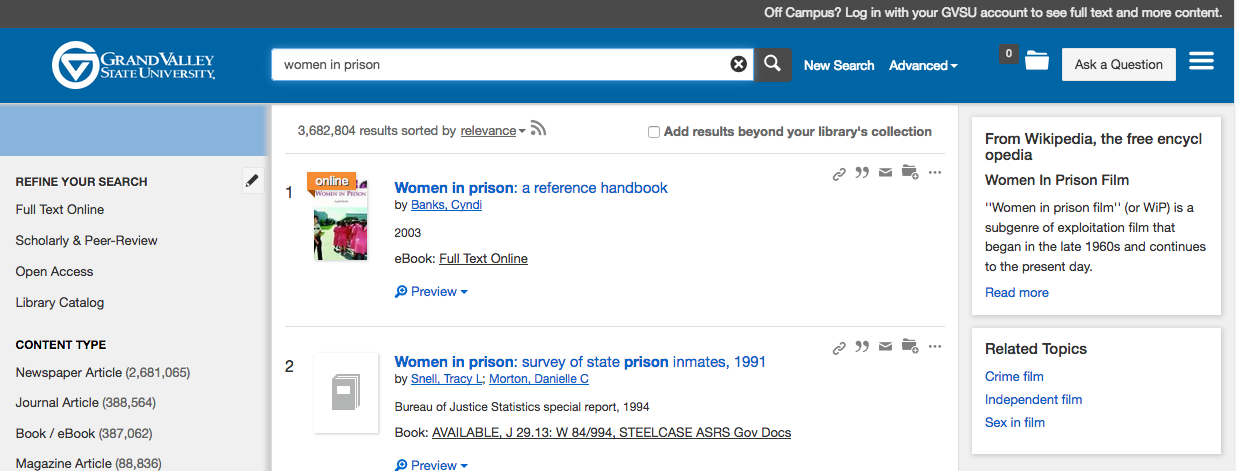 Off Campus? Log in with your GVSU account to see full text and more content.
GRANDVALLEY
STATE UNIVERSITY
women in prison
New Search
Advanced
0
Ask a Question
3,682,804 results sorted by relevance
Add results beyond your library's collection
REFINE YOUR SEARCH
Full Text Online
Scholarly & Peer-Review
Open Access
Library Catalog
CONTENT TYPE
Newspaper Article (2,681,065)
Journal Article (388,564)
Book / eBook (387,062)
Magazine Article (88,836)
1
online
WOMEN IN PRISON
Women in prison: a reference handbook
by Banks, Cyndi
2003
eBook: Full Text Online
Preview
2
Women in prison: survey of state prison inmates, 1991
by Snell, Tracy L; Morton, Danielle C
Bureau of Justice Statistics special report, 1994
Book: AVAILABLE, J 29.13: W 84/994, STEELCASE ASRS Gov Docs
Preview
From Wikipedia, the free encycl
opedia
Women In Prison Film
''Women in prison film'' (or WiP) is a
subgenre of exploitation film that
began in the late 1960s and continues
to the present day.
Read more
Related Topics
Crime film
Independent film
Sex in film